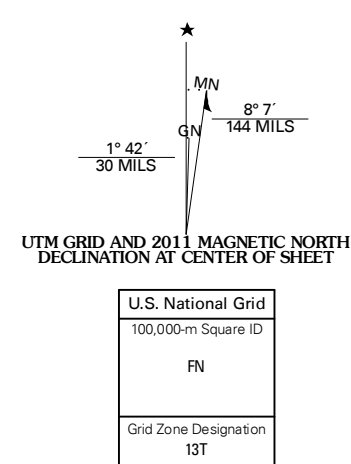 MN
GN
8° 7´
144 MILS
1° 42´
30 MILS
UTM GRID AND 2011 MAGNETIC NORTH
DECLINATION AT CENTER OF SHEET
U.S. National Grid
100,000-m Square ID
FN
Grid Zone Designation
13T